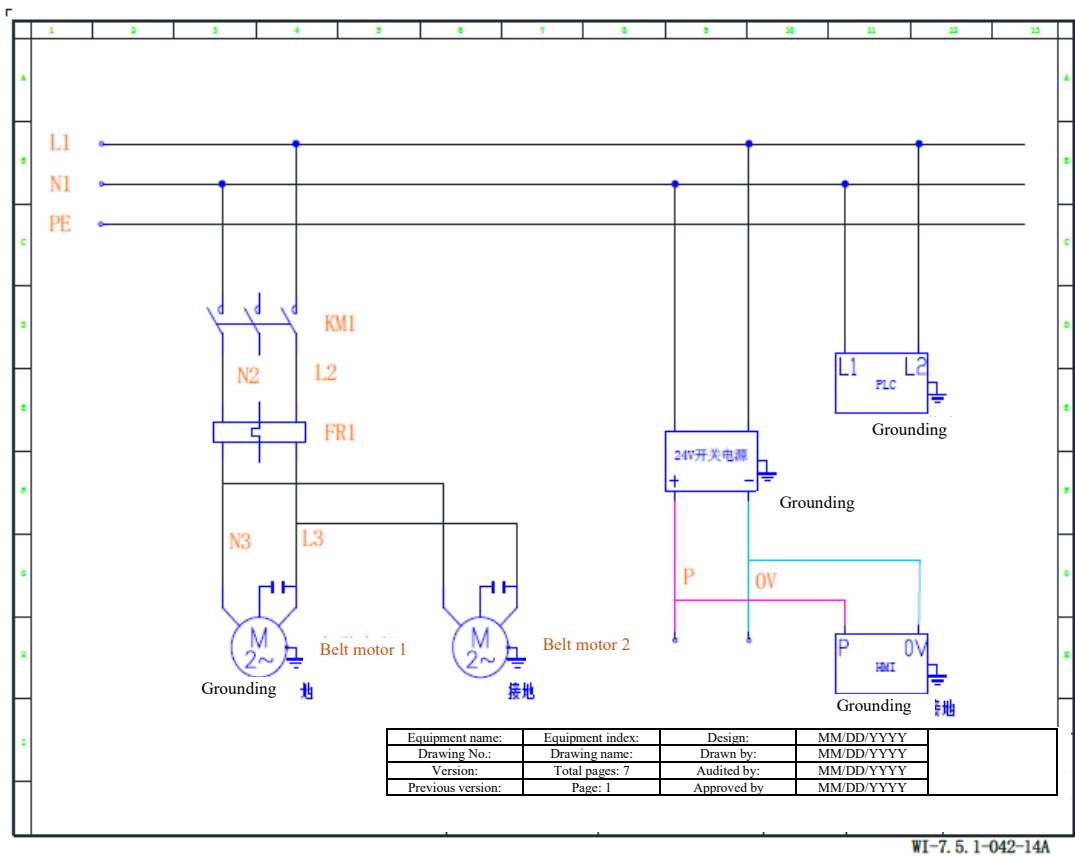 1 2 3 4 5 6 7 8 9 10 11 12 13
A A
L1
B B
N1
PE
C C
D D
KM1
N2 L2
L1 L2
PLC
E E
FR1
Grounding
24V开关电源
+ −
F F
Grounding
N3 L3
G G
P 0V
M
2~
Belt motor 1
M
2~
Belt motor 2
P 0V
HMI
H
Grounding 地
接地
Grounding 地
I
Equipment name: Equipment index: Design: MM/DD/YYYY
Drawing No.: Drawing name: Drawn by: MM/DD/YYYY
Version: Total pages: 7 Audited by: MM/DD/YYYY
Previous version: Page: 1 Approved by MM/DD/YYYY
WI-7.5.1-042-14A